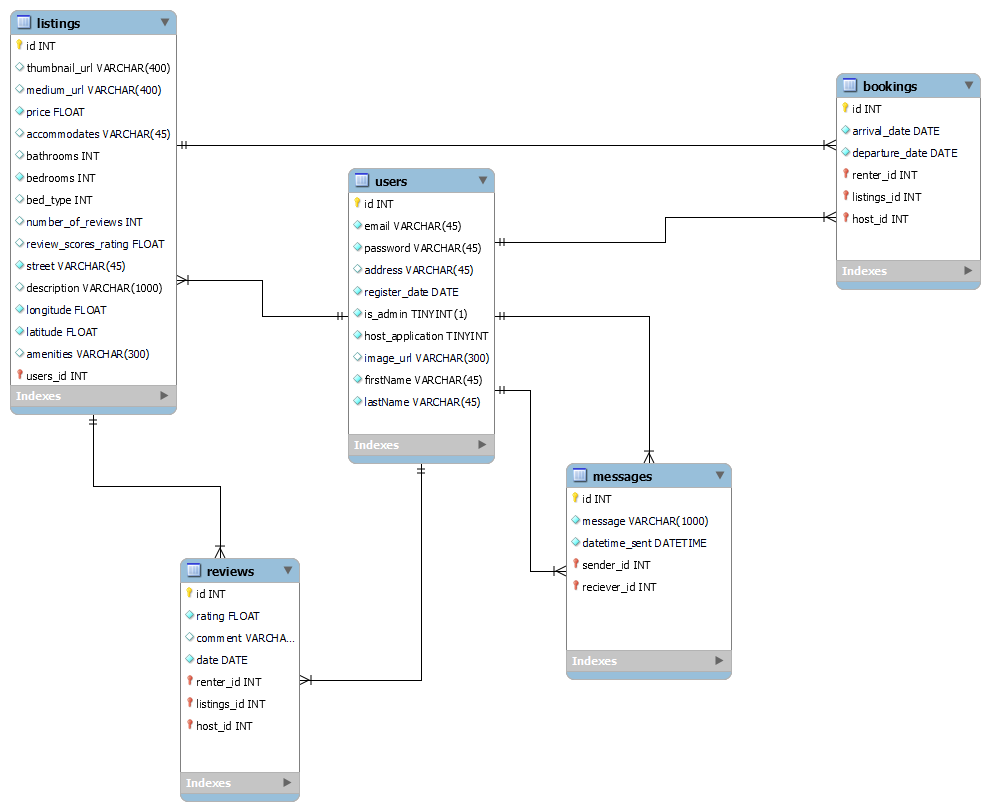 listings
id INT
thumbnail_url VARCHAR(400)
medium_url VARCHAR(400)
price FLOAT
accommodates VARCHAR(45)
bathrooms INT
bedrooms INT
bed_type INT
number_of_reviews INT
review_scores_rating FLOAT
street VARCHAR(45)
description VARCHAR(1000)
longitude FLOAT
latitude FLOAT
amenities VARCHAR(300)
users_id INT
Indexes
users
id INT
email VARCHAR(45)
password VARCHAR(45)
address VARCHAR(45)
register_date DATE
is_admin TINYINT(1)
host_application TINYINT
image_url VARCHAR(300)
firstName VARCHAR(45)
lastName VARCHAR(45)
Indexes
bookings
id INT
arrival_date DATE
departure_date DATE
renter_id INT
listings_id INT
host_id INT
Indexes
messages
id INT
message VARCHAR(1000)
datetime_sent DATETIME
sender_id INT
reciever_id INT
Indexes
reviews
id INT
rating FLOAT
comment VARCHA...
date DATE
renter_id INT
listings_id INT
host_id INT
Indexes